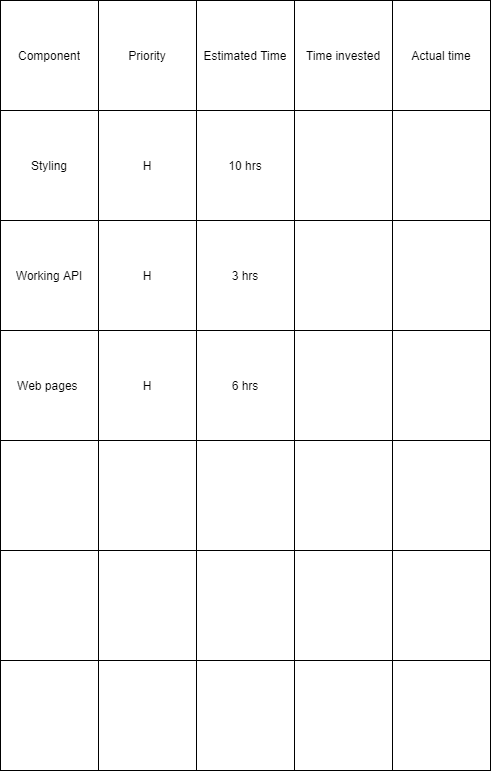 Component Priority Estimated Time Time invested Actual time
Styling H 10 hrs
Working API H 3 hrs
Web pages H 6 hrs